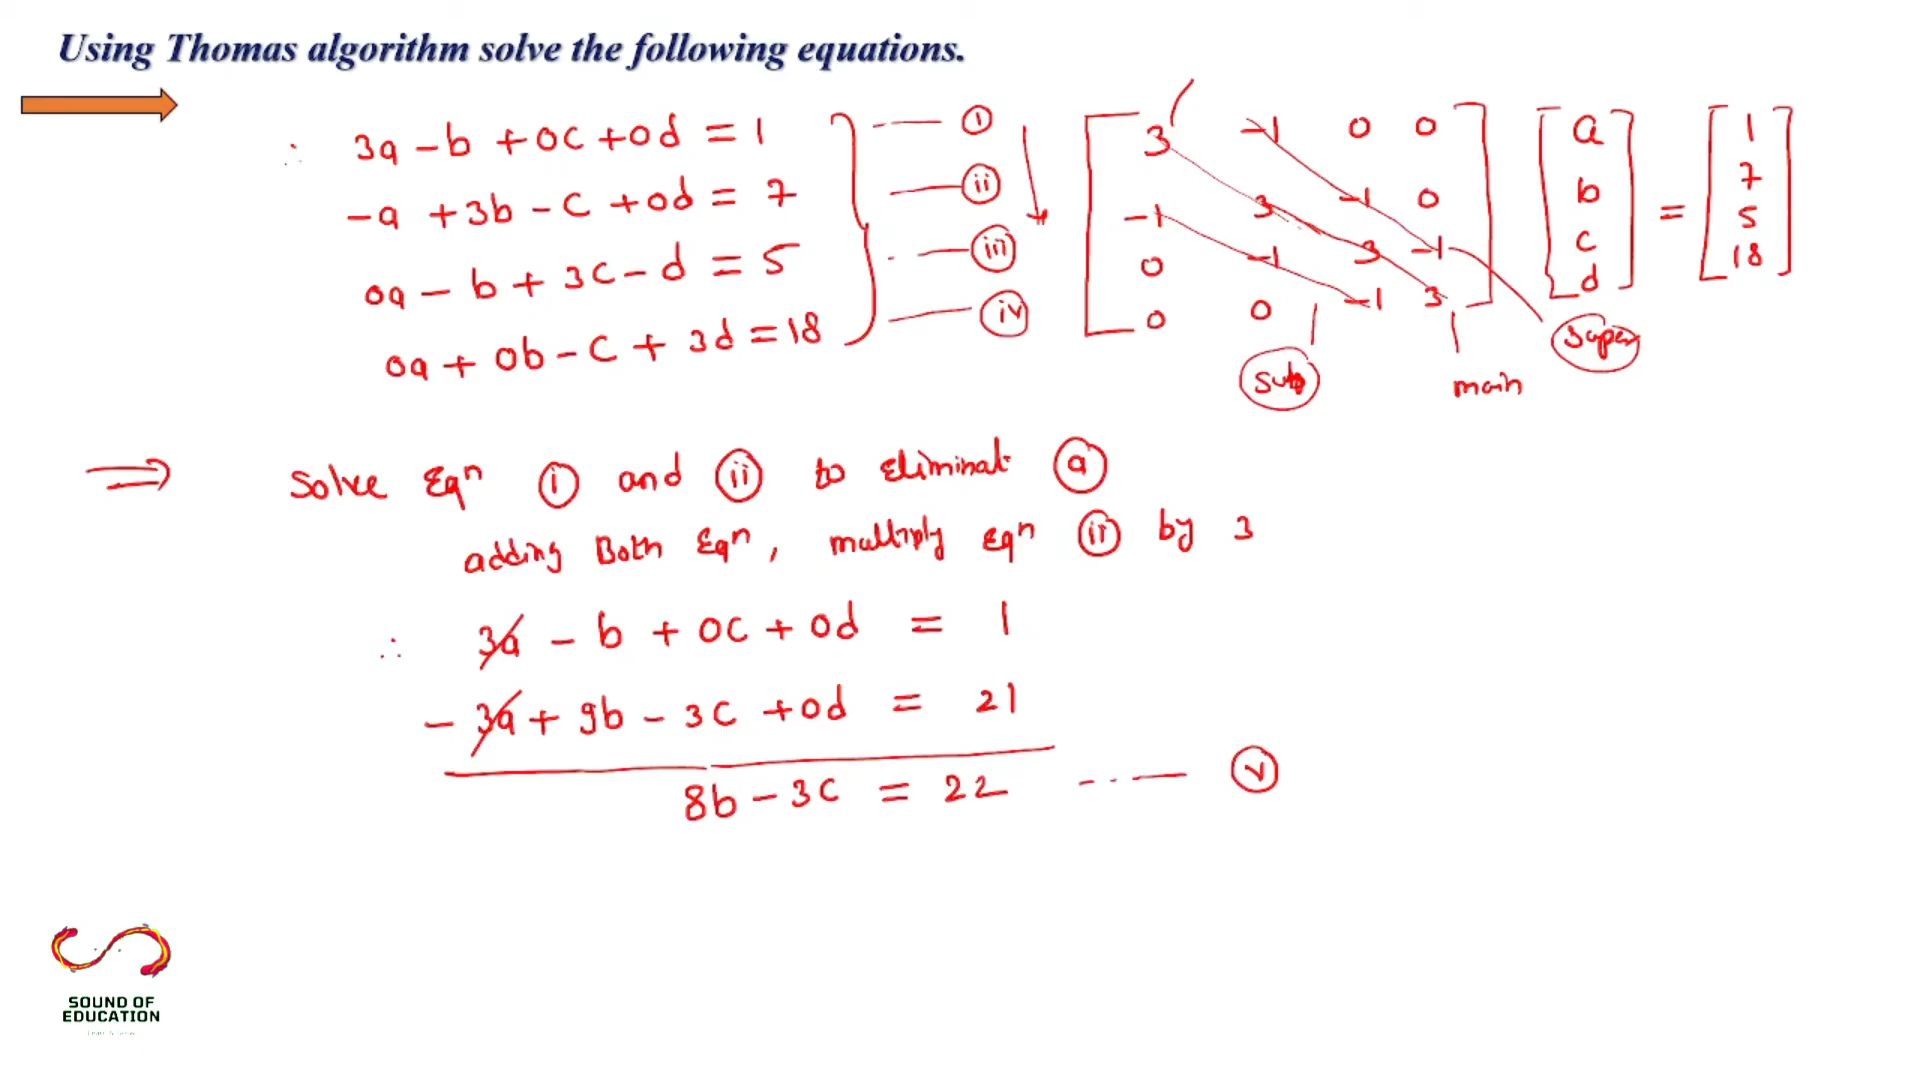 Using Thomas algorithm solve the following equations.
∴ 3a - b + 0c + 0d = 1 --- (i)
-a + 3b - c + 0d = 7 --- (ii)
0a - b + 3c - d = 5 --- (iii)
0a + 0b - c + 3d = 18 --- (iv)
3 -1 0 0
-1 3 -1 0
0 -1 3 -1
0 0 -1 3
a
b
c
d
=
1
7
5
18
Sub
main
Super
⇒ Solve Eqn (i) and (ii) to Eliminat (a)
adding Both Eqn, multiply Eqn (ii) by 3
∴ 3a - b + 0c + 0d = 1
- 3a + 9b - 3c + 0d = 21
8b - 3c = 22 --- (v)
SOUND OF
EDUCATION